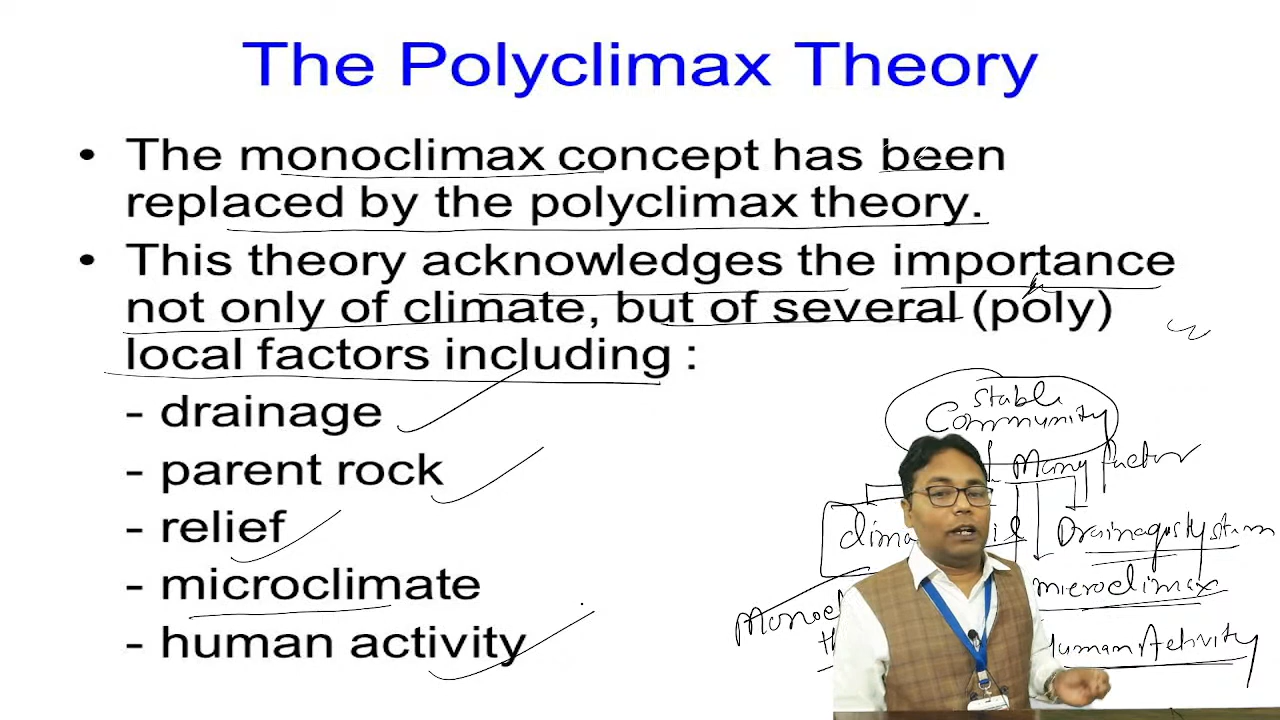 The Polyclimax Theory
• The monoclimax concept has been
replaced by the polyclimax theory.
• This theory acknowledges the importance
not only of climate, but of several (poly)
local factors including :
- drainage
- parent rock
- relief
- microclimate
- human activity
stable
Community
Many factor
Drainage System
microclimax
Human Activity